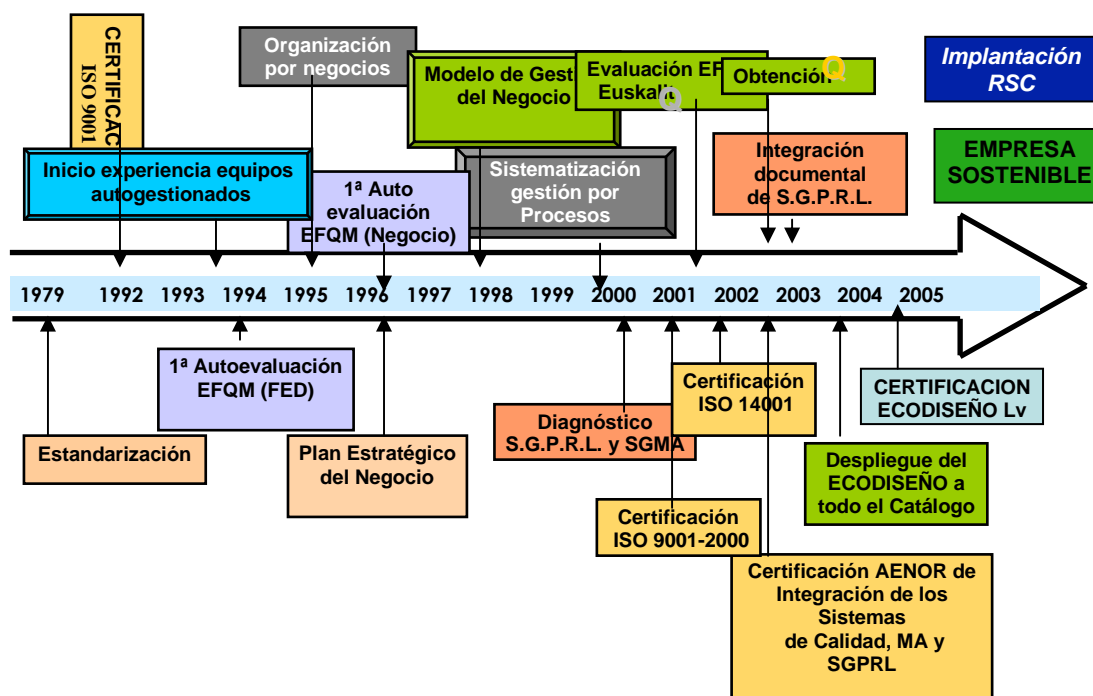 CERTIFICAC
ISO 9001
Organización
por negocios
Modelo de Gesti
del Negocio
Evaluación EF
Euskalit
Q
Obtención
Q
Implantación
RSC
Inicio experiencia equipos
autogestionados
1ª Auto
evaluación
EFQM (Negocio)
Sistematización
gestión por
Procesos
Integración
documental
de S.G.P.R.L.
EMPRESA
SOSTENIBLE
1979 1992 1993 1994 1995 1996 1997 1998 1999 2000 2001 2002 2003 2004 2005
1ª Autoevaluación
EFQM (FED)
Estandarización
Plan Estratégico
del Negocio
Diagnóstico
S.G.P.R.L. y SGMA
Certificación
ISO 14001
Certificación
ISO 9001-2000
CERTIFICACION
ECODISEÑO Lv
Despliegue del
ECODISEÑO a
todo el Catálogo
Certificación AENOR de
Integración de los
Sistemas
de Calidad, MA y
SGPRL